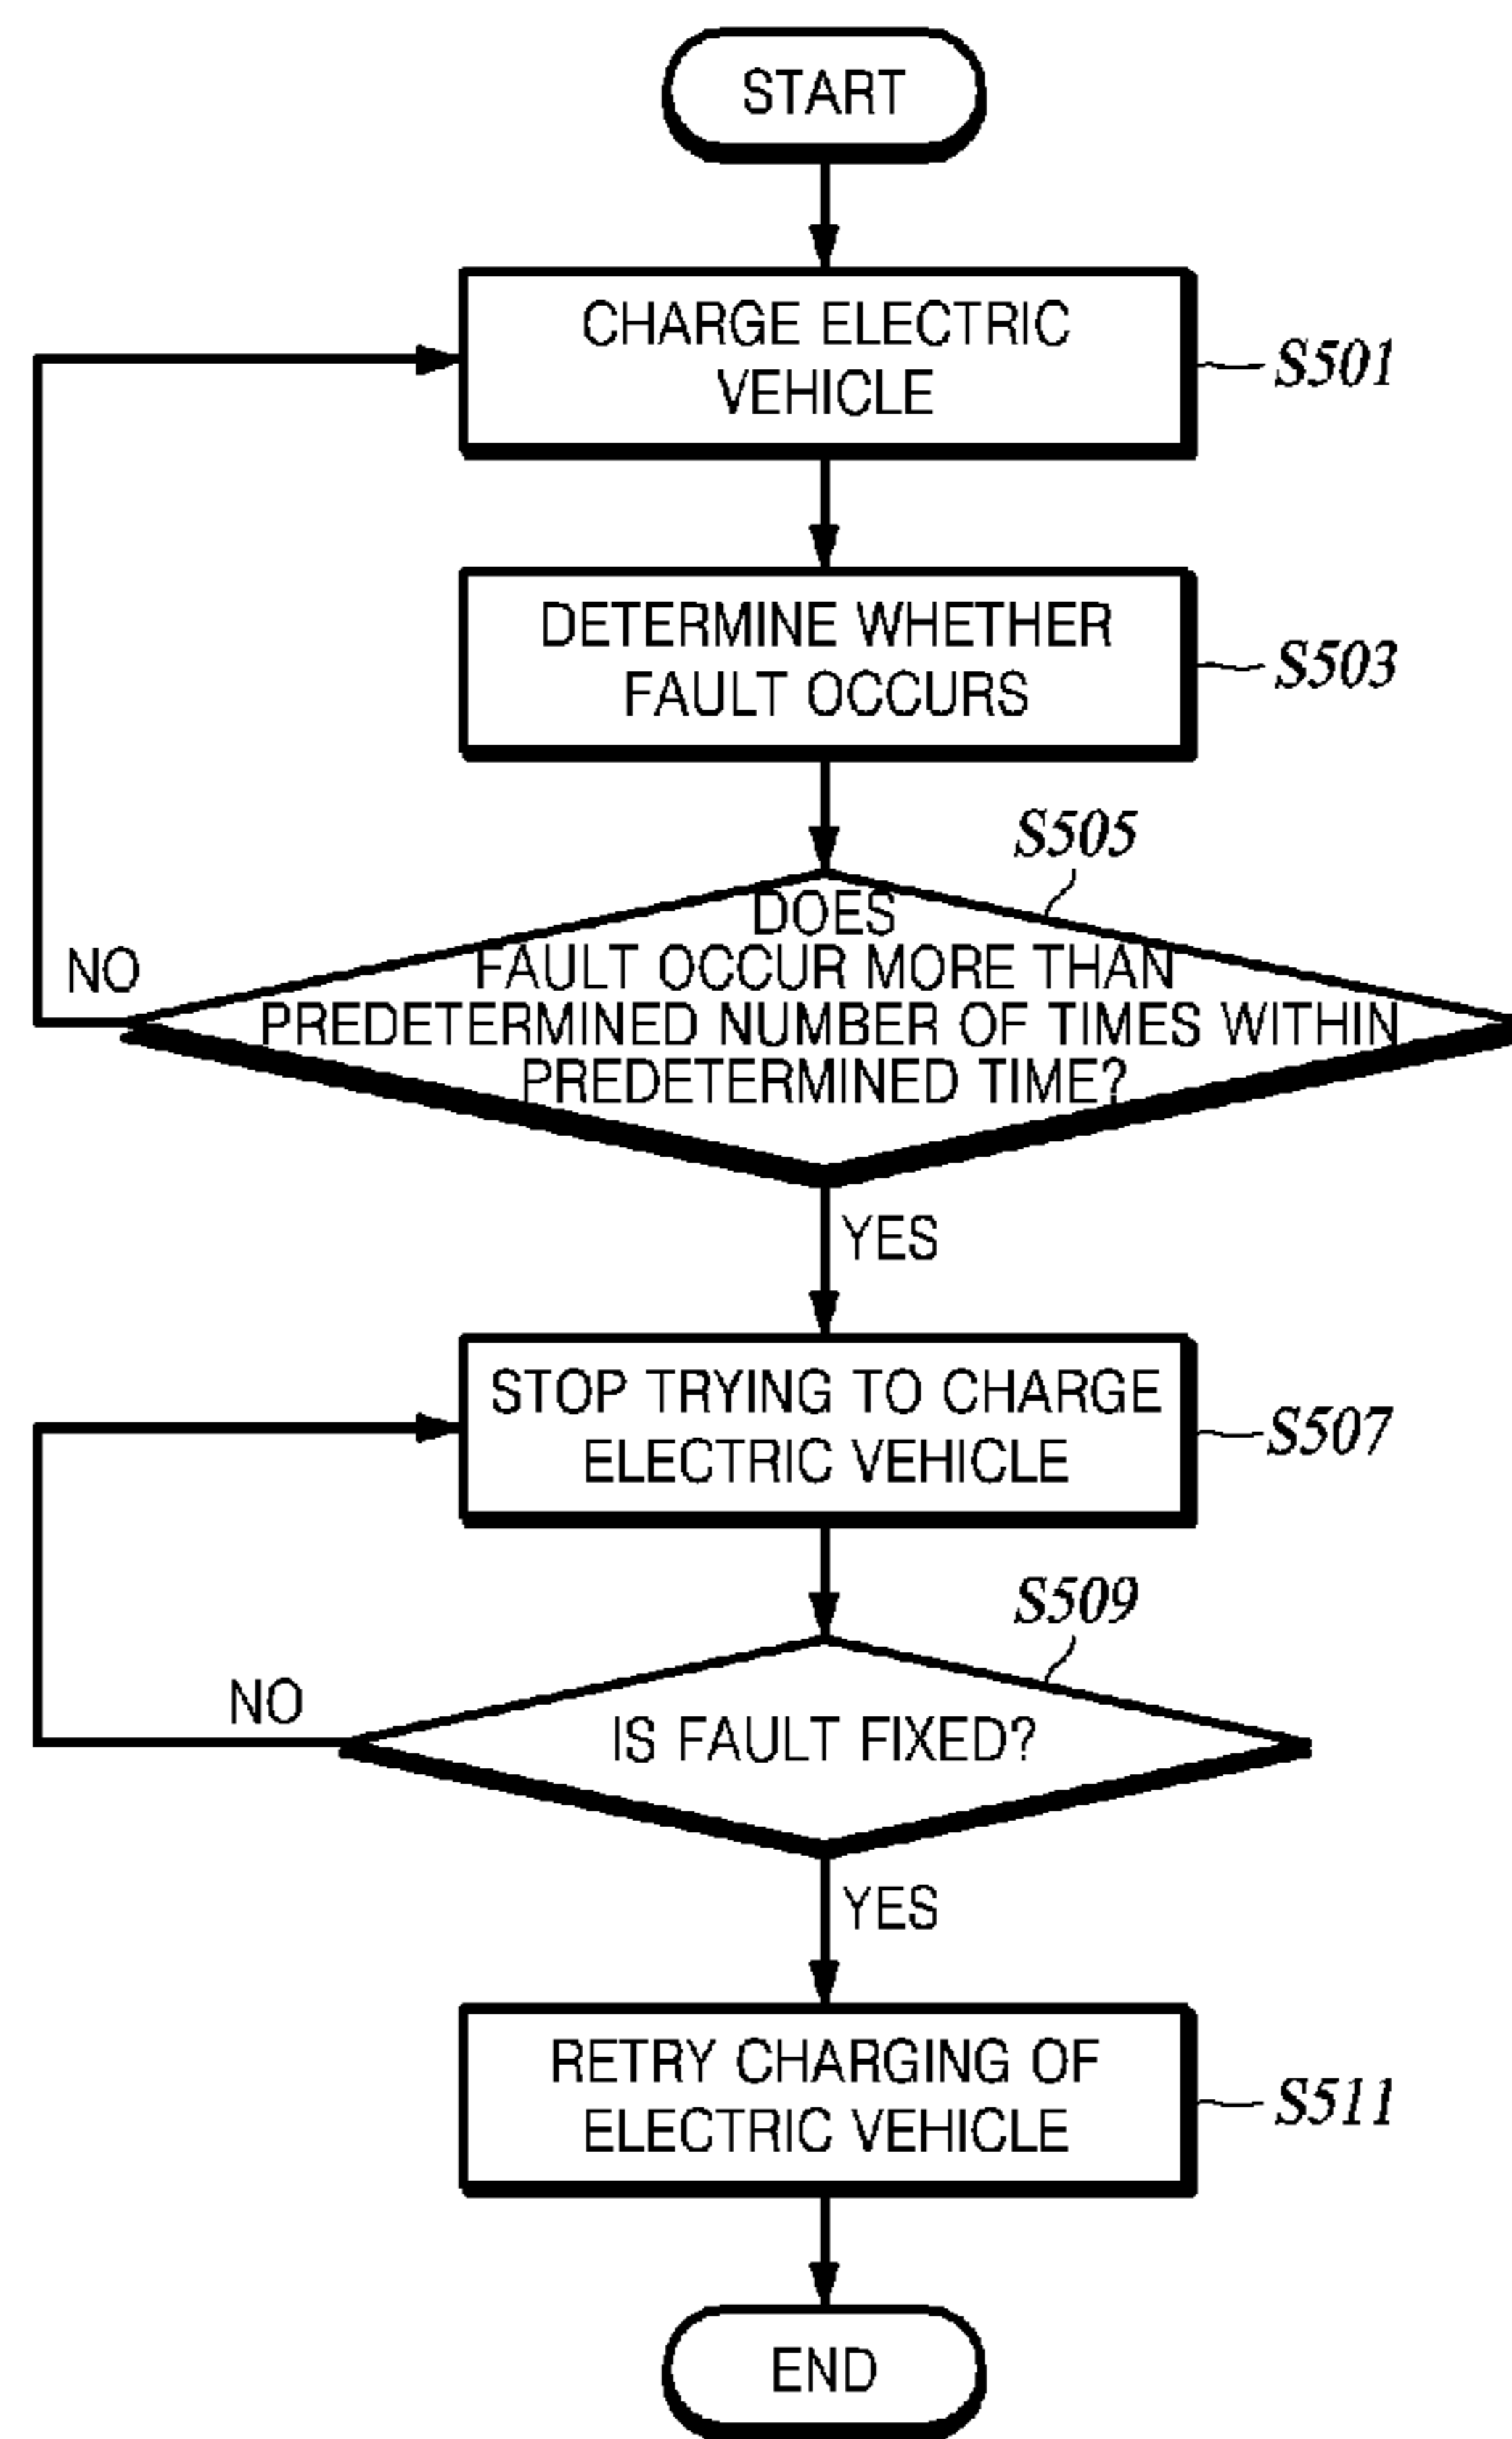 START
CHARGE ELECTRIC
VEHICLE
S501
DETERMINE WHETHER
FAULT OCCURS
S503
S505
DOES
FAULT OCCUR MORE THAN
PREDETERMINED NUMBER OF TIMES WITHIN
PREDETERMINED TIME?
NO
YES
STOP TRYING TO CHARGE
ELECTRIC VEHICLE
S507
S509
IS FAULT FIXED?
NO
YES
RETRY CHARGING OF
ELECTRIC VEHICLE
S511
END